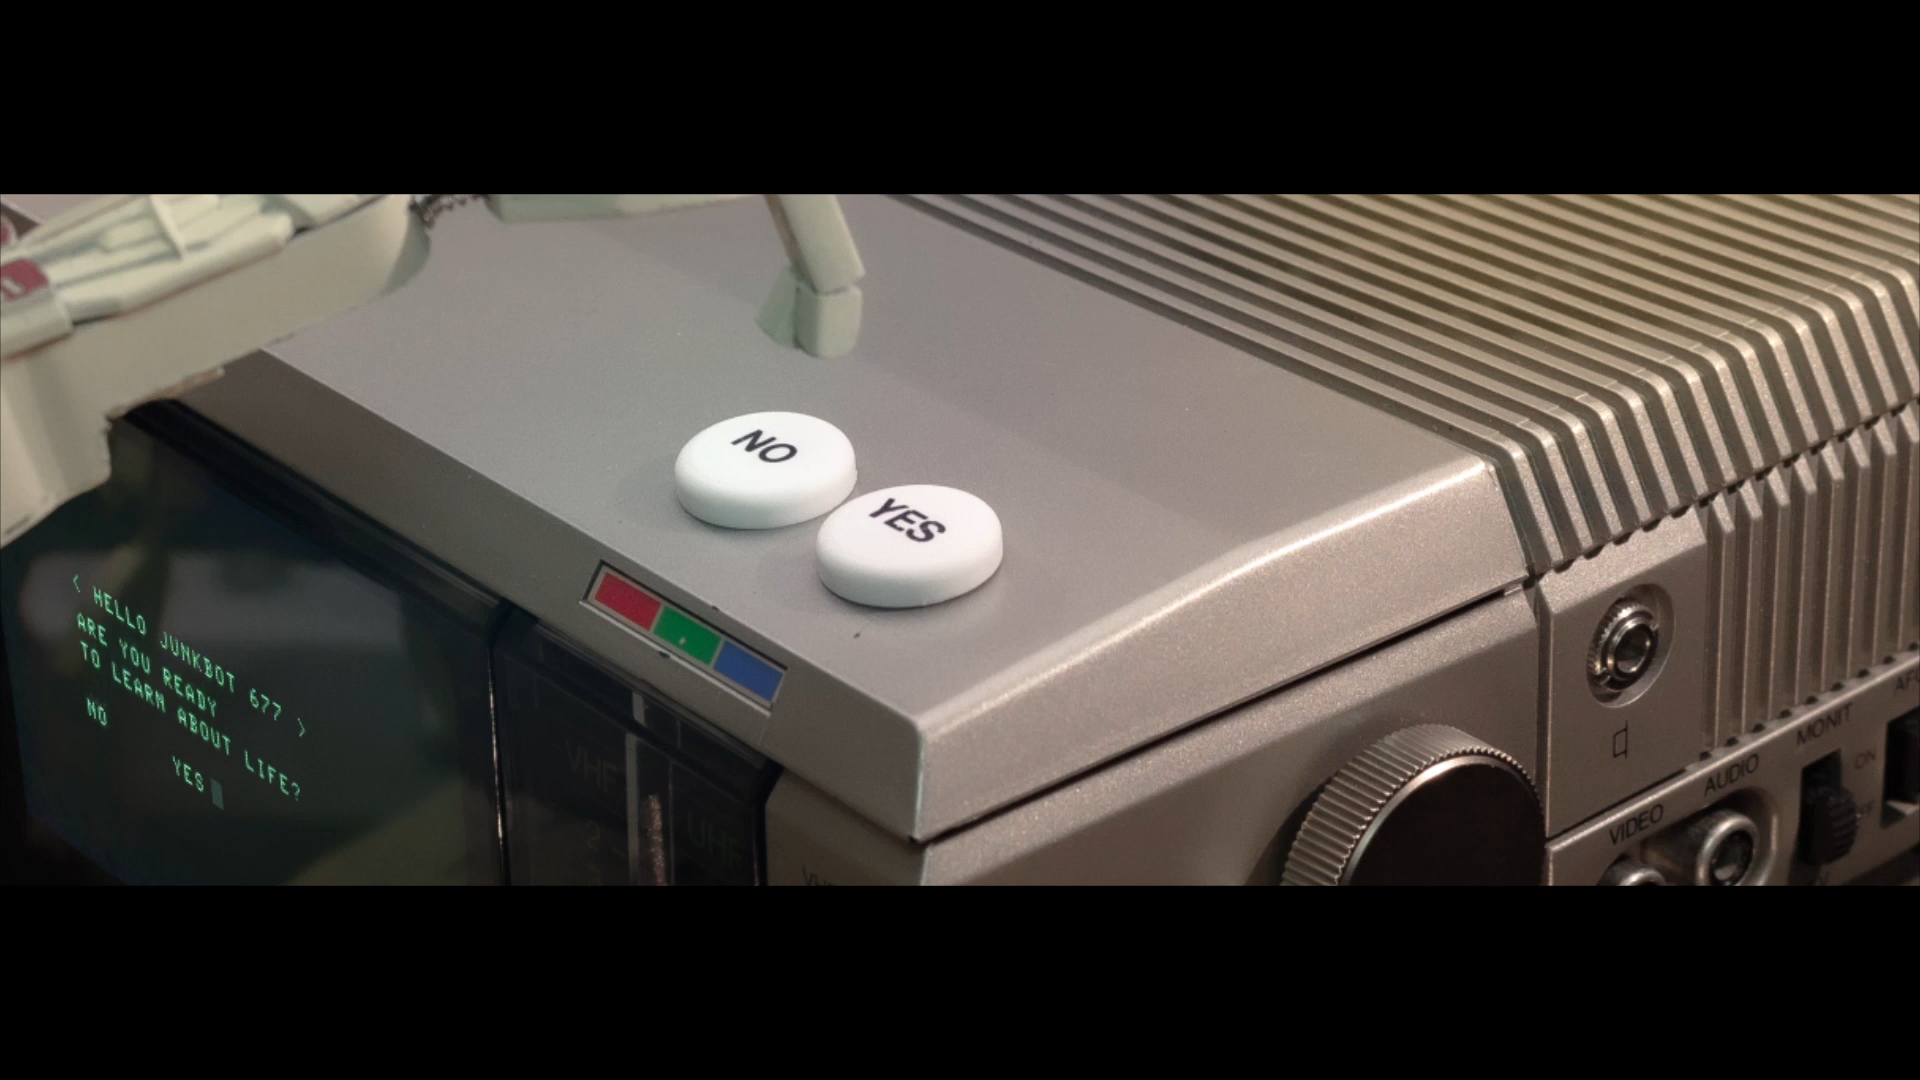 NO
YES
< HELLO JUNKBOT 677 >
ARE YOU READY
TO LEARN ABOUT LIFE?
NO
YES
VHF
2
UHF
VIDEO
AUDIO
MONIT
ON